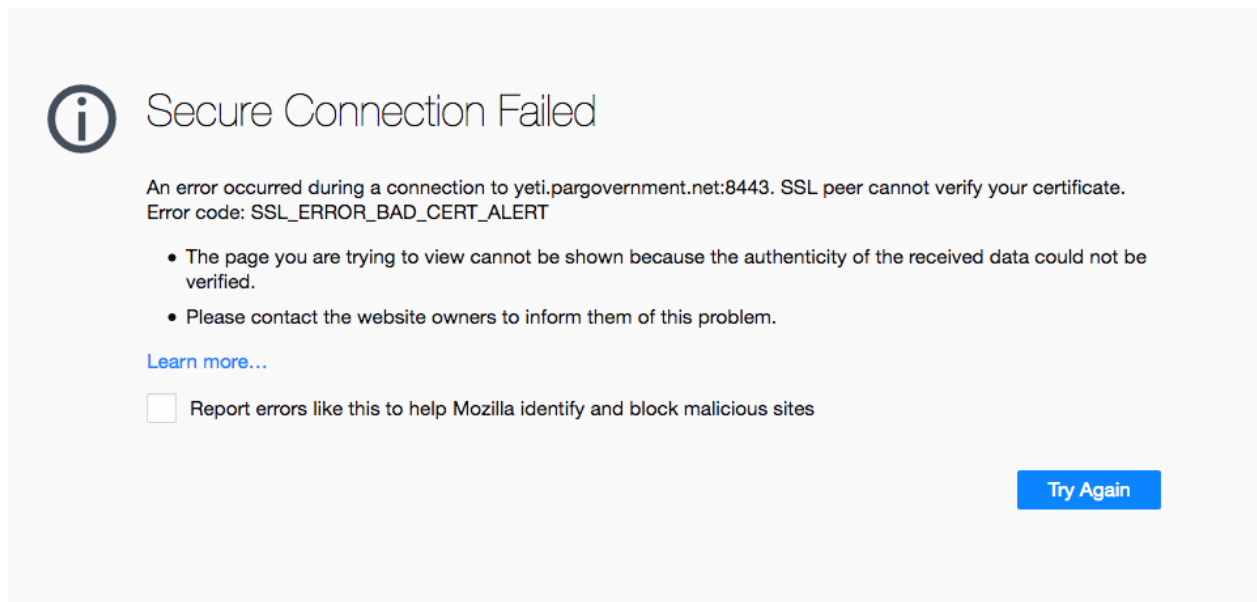 Secure Connection Failed
An error occurred during a connection to yeti.pargovernment.net:8443. SSL peer cannot verify your certificate.
Error code: SSL_ERROR_BAD_CERT_ALERT
• The page you are trying to view cannot be shown because the authenticity of the received data could not be
verified.
• Please contact the website owners to inform them of this problem.
Learn more…
Report errors like this to help Mozilla identify and block malicious sites
Try Again